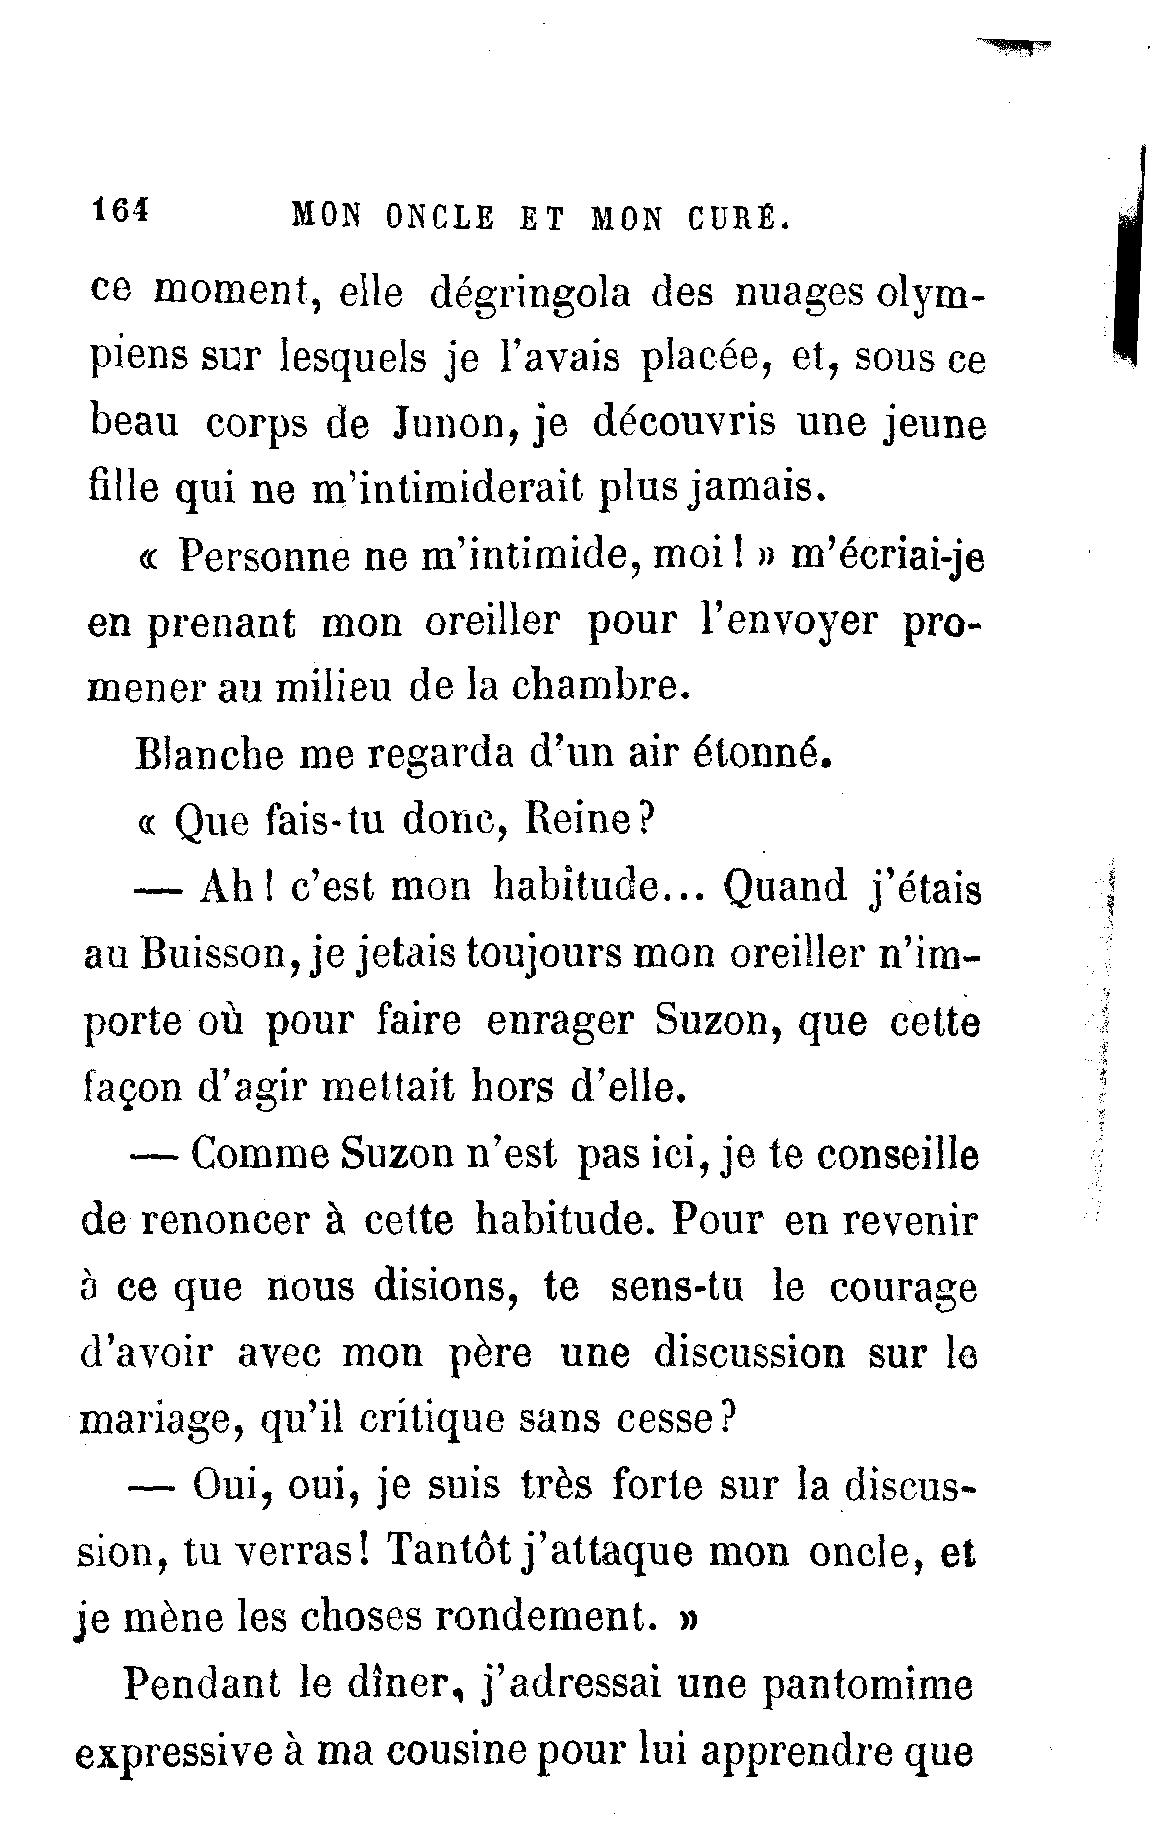 164 MON ONCLE ET MON CURÉ.
ce moment, elle dégringola des nuages olym-
piens sur lesquels je l'avais placée, et, sous ce
beau corps de Junon, je découvris une jeune
fille qui ne m'intimiderait plus jamais.
« Personne ne m'intimide, moi ! » m'écriai-je
en prenant mon oreiller pour l'envoyer pro-
mener au milieu de la chambre.
Blanche me regarda d'un air étonné.
« Que fais-tu donc, Reine ?
— Ah ! c'est mon habitude... Quand j'étais
au Buisson, je jetais toujours mon oreiller n'im-
porte où pour faire enrager Suzon, que cette
façon d'agir mettait hors d'elle.
— Comme Suzon n'est pas ici, je te conseille
de renoncer à cette habitude. Pour en revenir
à ce que nous disions, te sens-tu le courage
d'avoir avec mon père une discussion sur le
mariage, qu'il critique sans cesse ?
— Oui, oui, je suis très forte sur la discus-
sion, tu verras ! Tantôt j'attaque mon oncle, et
je mène les choses rondement. »
Pendant le dîner, j'adressai une pantomime
expressive à ma cousine pour lui apprendre que